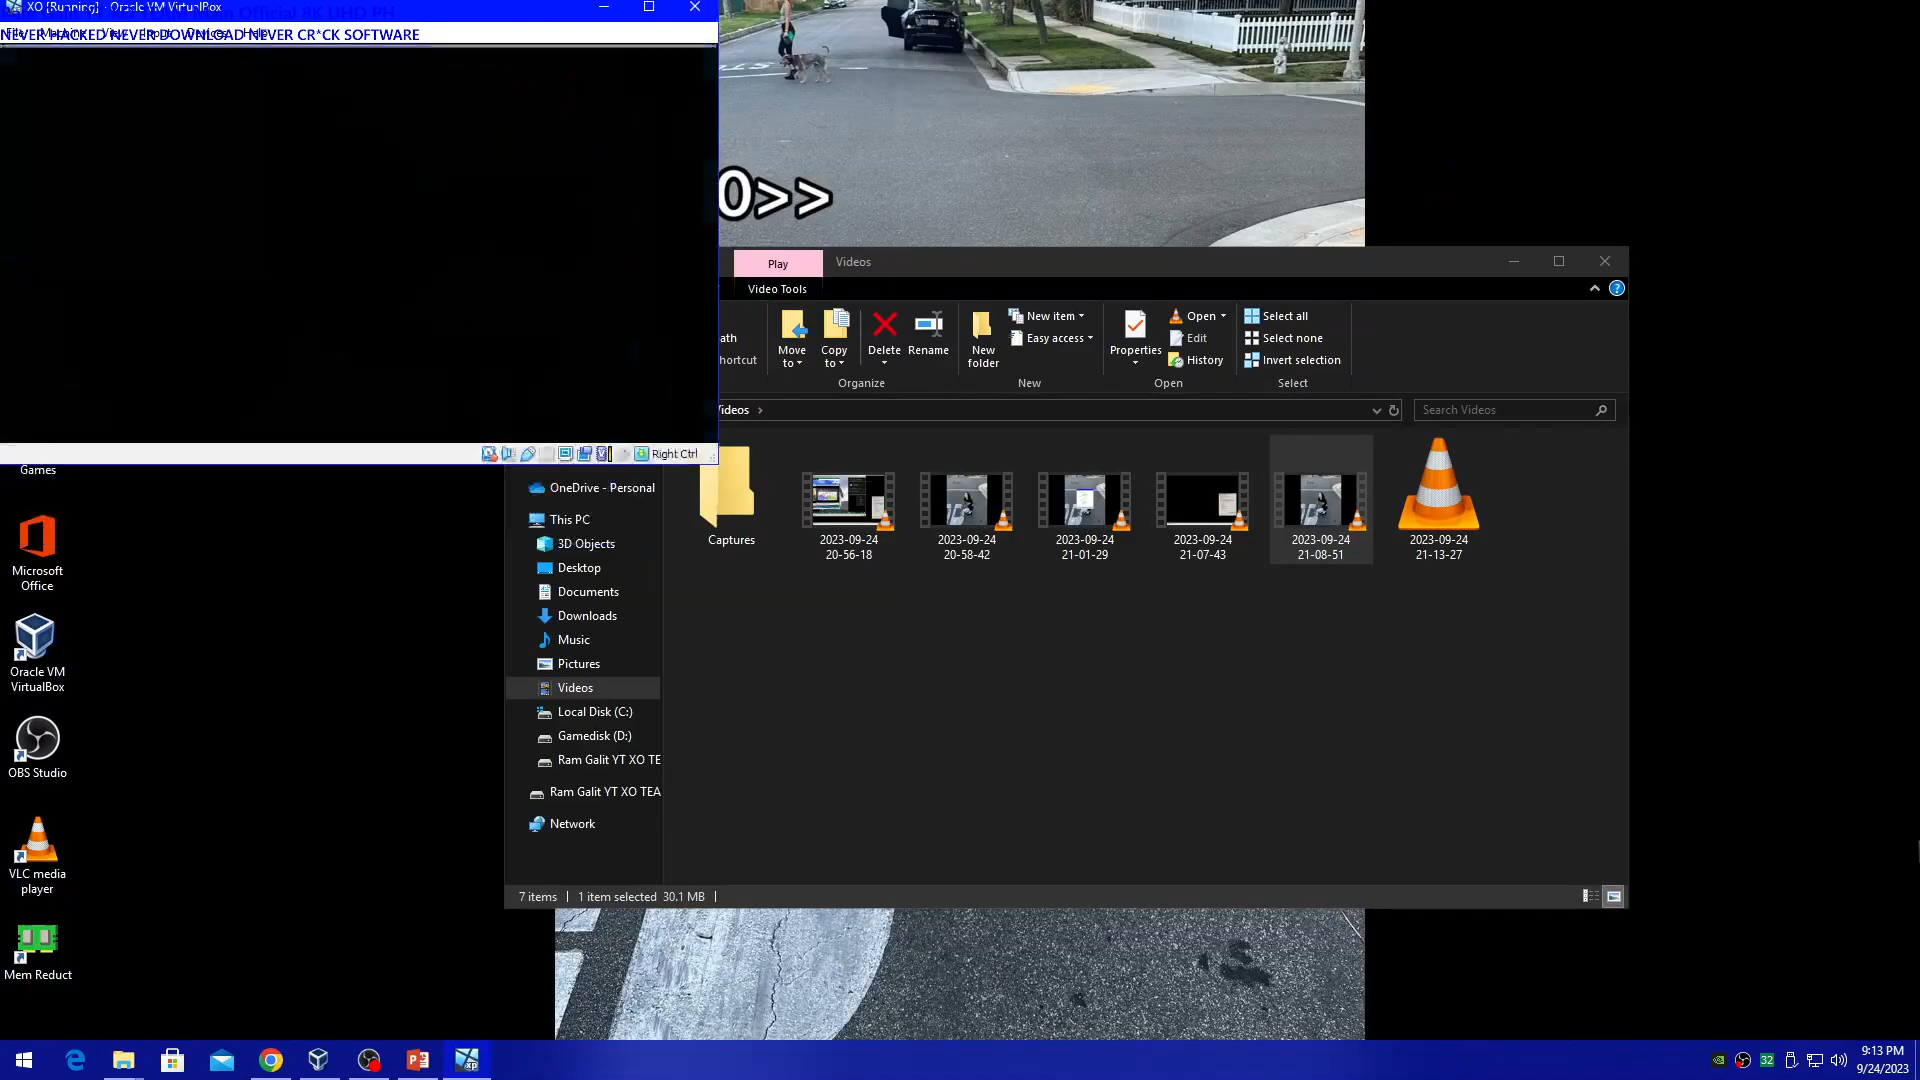 XO [Running] - Oracle VM VirtualBox
Official 8K UHD PH
NEVER HACKED NEVER DOWNLOAD NEVER CR*CK SOFTWARE
O>>
Play
Videos
Video Tools
ath
hortcut
Move to
Copy to
Delete
Rename
New folder
New item
Easy access
Properties
Open
Edit
History
Select all
Select none
Invert selection
Organize
New
Open
Select
Videos
Search Videos
Right Ctrl
Games
Microsoft Office
Oracle VM VirtualBox
OBS Studio
VLC media player
Mem Reduct
OneDrive - Personal
This PC
3D Objects
Desktop
Documents
Downloads
Music
Pictures
Videos
Local Disk (C:)
Gamedisk (D:)
Ram Galit YT XO TE
Ram Galit YT XO TEA
Network
Captures
2023-09-24 20-56-18
2023-09-24 20-58-42
2023-09-24 21-01-29
2023-09-24 21-07-43
2023-09-24 21-08-51
2023-09-24 21-13-27
7 items
1 item selected 30.1 MB
xp
32
9:13 PM
9/24/2023